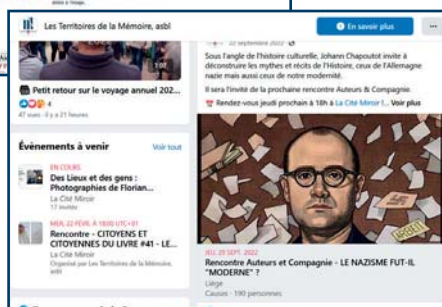 Les Territoires de la Mémoire, asbl
En savoir plus
...
1:07
Petit retour sur le voyage annuel 202...
4
47 vues · il y a 21 heures
Évènements à venir
Voir tout
EN COURS
Des Lieux et des gens :
Photographies de Florian...
La Cité Miroir
17 invités
MER. 22 FÉVR. À 18:00 UTC+01
Rencontre - CITOYENS ET
CITOYENNES DU LIVRE #41 - LE...
La Cité Miroir
Organisé par Les Territoires de la Mémoire,
asbl
22 septembre 2022
Sous l'angle de l'histoire culturelle, Johann Chapoutot invite à
déconstruire les mythes et récits de l'Histoire, ceux de l'Allemagne
nazie mais aussi ceux de notre modernité.
Il sera l'invité de la prochaine rencontre Auteurs & Compagnie.
Rendez-vous jeudi prochain à 18h à La Cité Miroir !... Voir plus
JEU. 29 SEPT. 2022
Rencontre Auteurs et Compagnie - LE NAZISME FUT-IL
"MODERNE" ?
Liège
Causes · 190 personnes